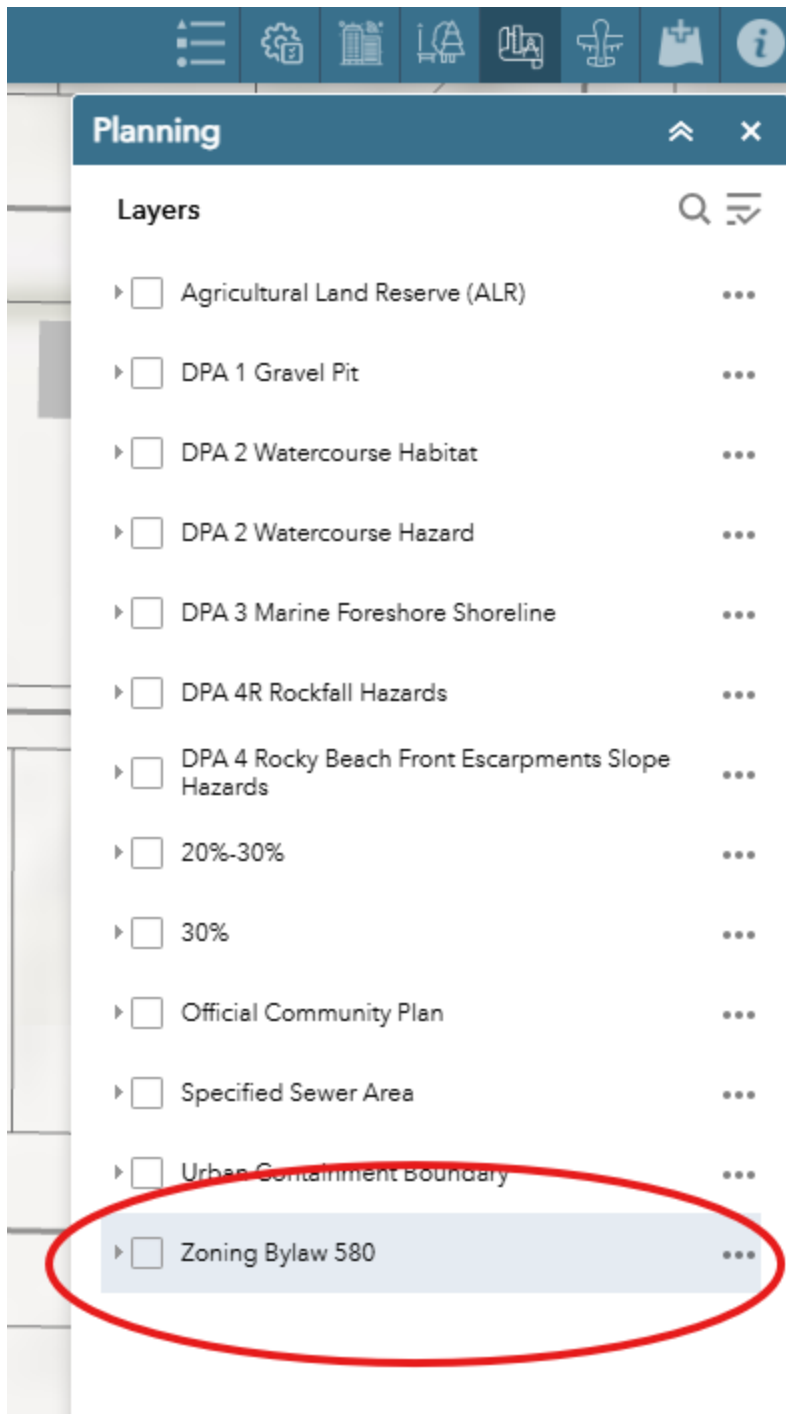 Planning
Layers
Agricultural Land Reserve (ALR)
DPA 1 Gravel Pit
DPA 2 Watercourse Habitat
DPA 2 Watercourse Hazard
DPA 3 Marine Foreshore Shoreline
DPA 4R Rockfall Hazards
DPA 4 Rocky Beach Front Escarpments Slope
Hazards
20%-30%
30%
Official Community Plan
Specified Sewer Area
Urban Containment Boundary
Zoning Bylaw 580